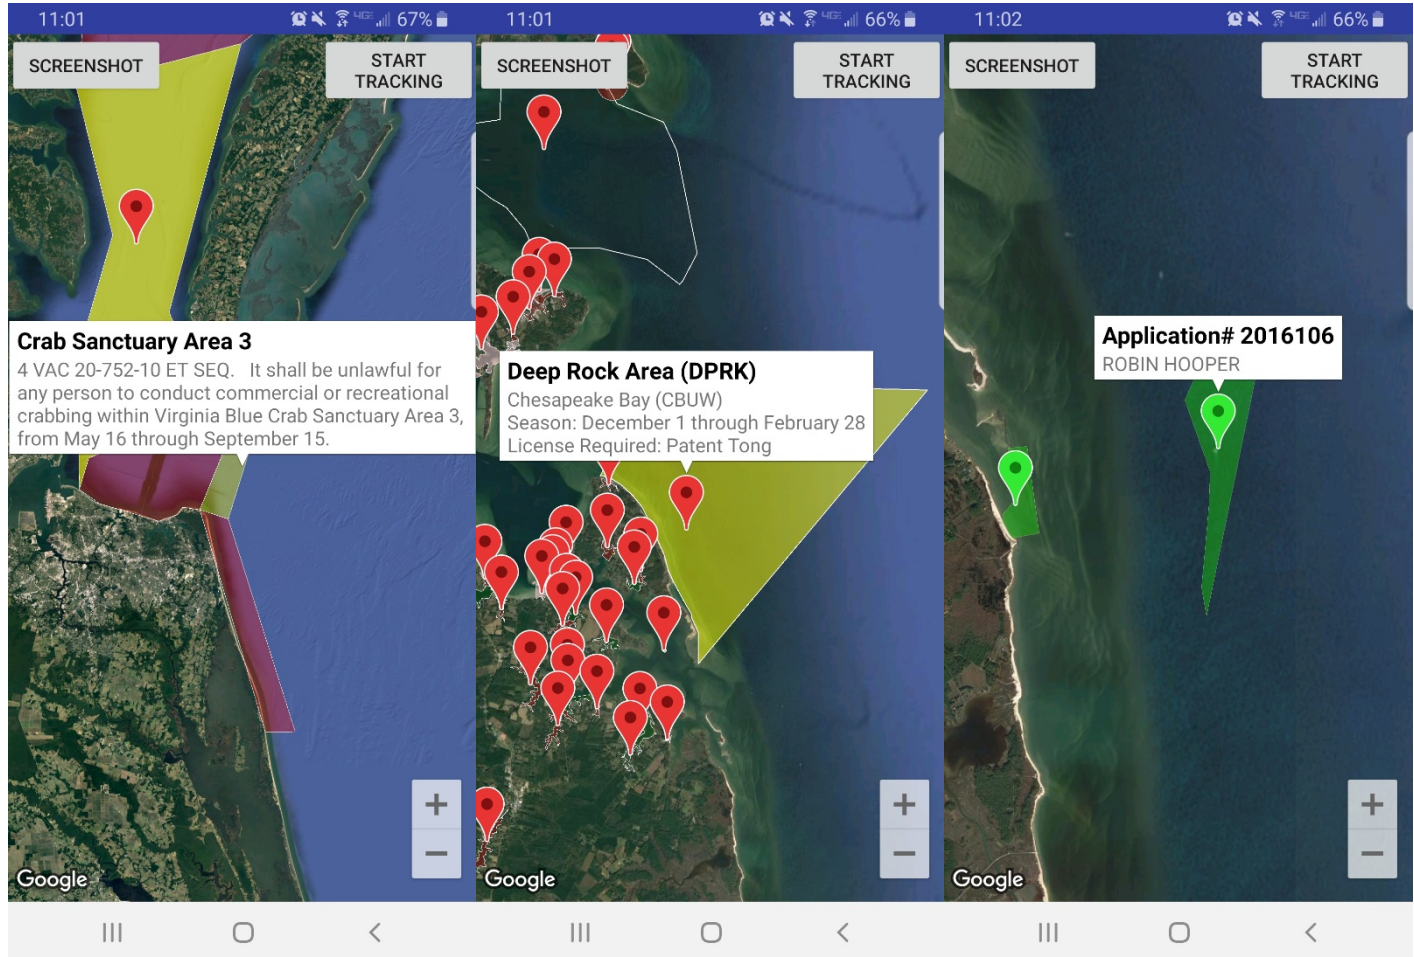 11:01
67%
SCREENSHOT
START
TRACKING
Crab Sanctuary Area 3
4 VAC 20-752-10 ET SEQ.   It shall be unlawful for
any person to conduct commercial or recreational
crabbing within Virginia Blue Crab Sanctuary Area 3,
from May 16 through September 15.
+
−
Google
11:01
66%
SCREENSHOT
START
TRACKING
Deep Rock Area (DPRK)
Chesapeake Bay (CBUW)
Season: December 1 through February 28
License Required: Patent Tong
+
−
Google
11:02
66%
SCREENSHOT
START
TRACKING
Application# 2016106
ROBIN HOOPER
+
−
Google